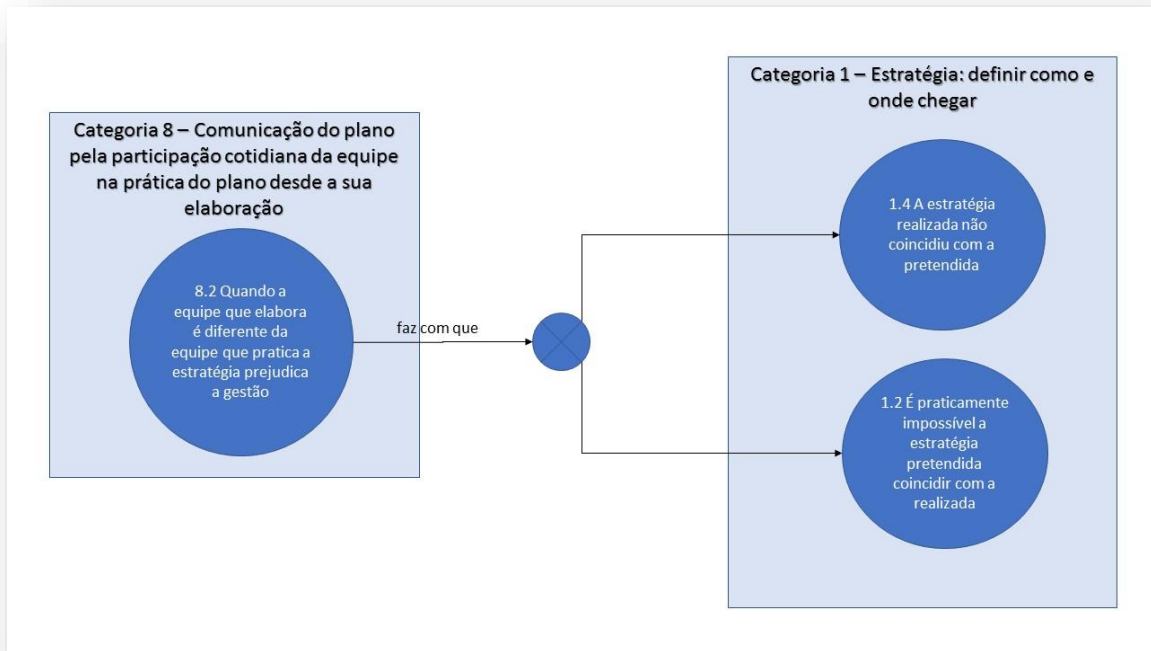 Categoria 8 – Comunicação do plano
pela participação cotidiana da equipe
na prática do plano desde a sua
elaboração
8.2 Quando a
equipe que elabora
é diferente da
equipe que pratica a
estratégia prejudica
a gestão
faz com que
Categoria 1 – Estratégia: definir como e
onde chegar
1.4 A estratégia
realizada não
coincidiu com a
pretendida
1.2 É praticamente
impossível a
estratégia
pretendida
coincidir com a
realizada